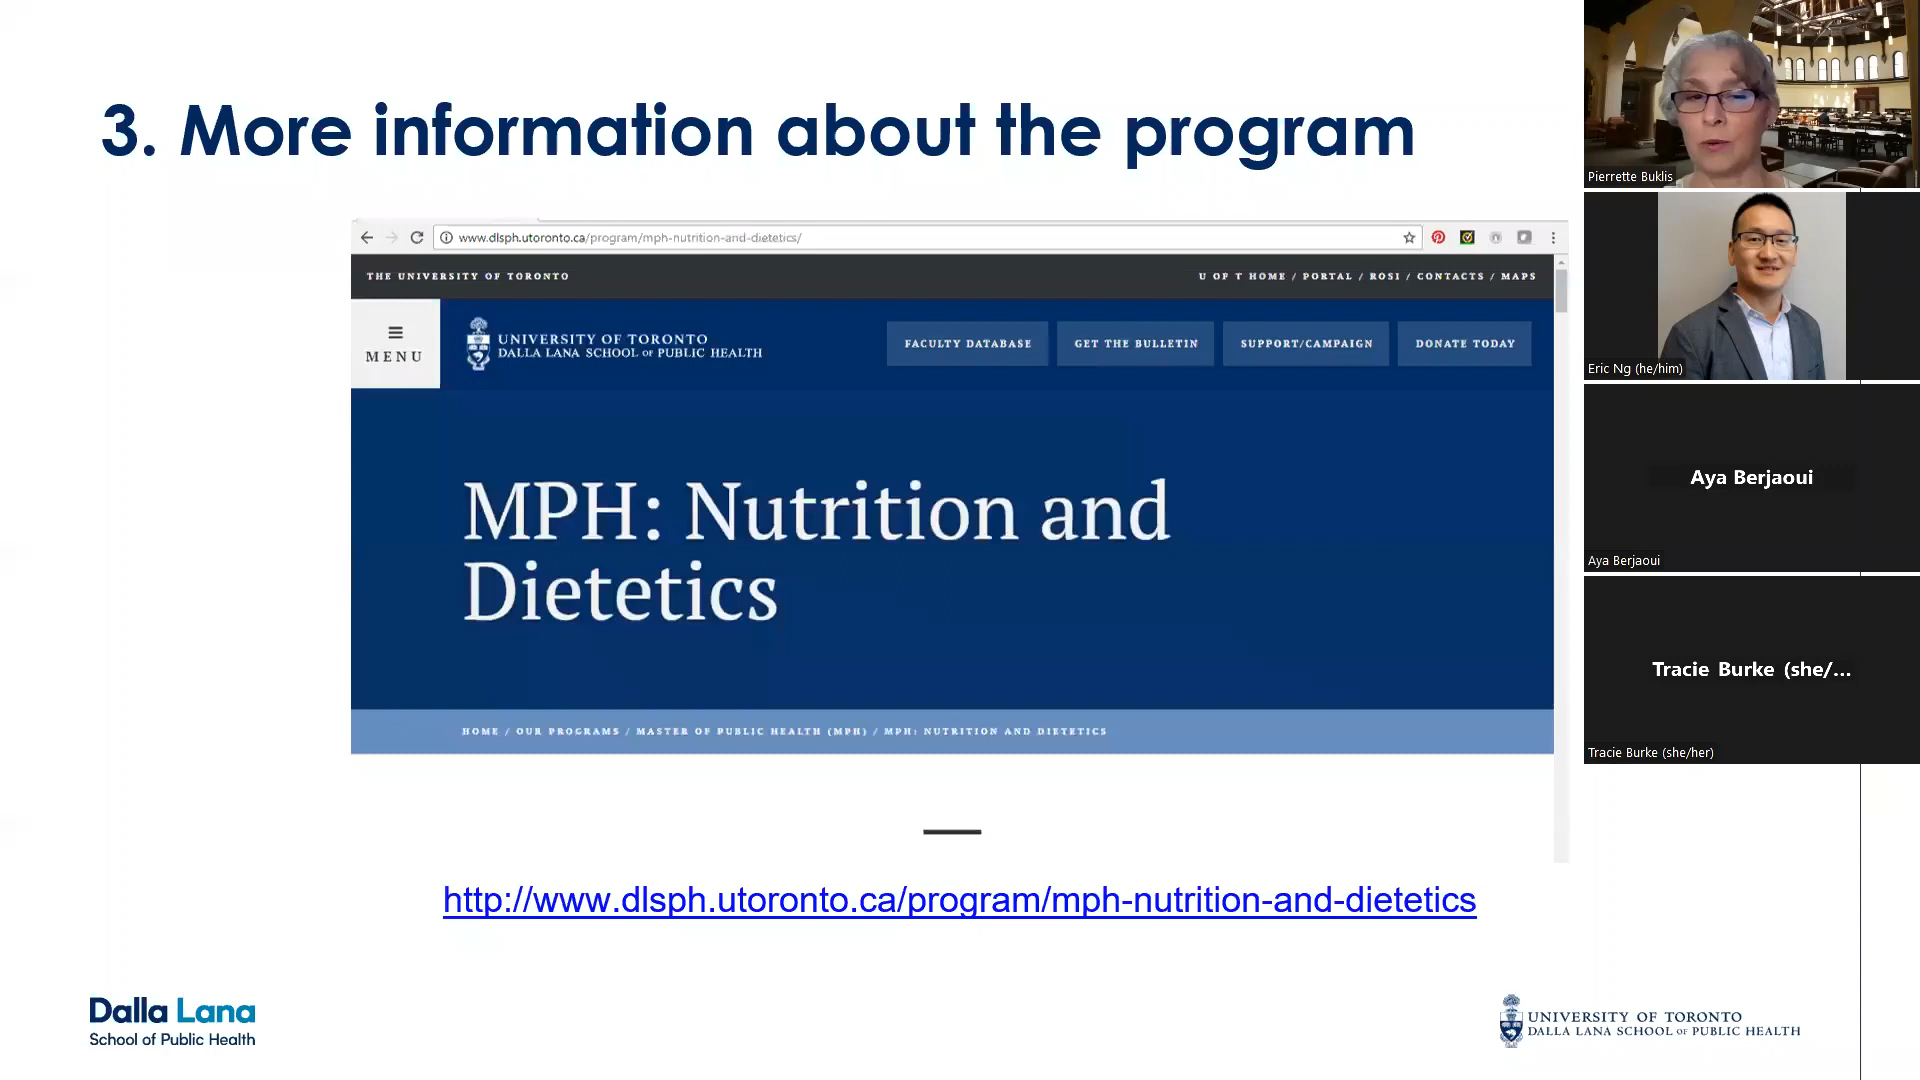 3. More information about the program
www.dlsph.utoronto.ca/program/mph-nutrition-and-dietetics/
THE UNIVERSITY OF TORONTO
U OF T HOME / PORTAL / ROSI / CONTACTS / MAPS
MENU
UNIVERSITY OF TORONTO
DALLA LANA SCHOOL OF PUBLIC HEALTH
FACULTY DATABASE
GET THE BULLETIN
SUPPORT/CAMPAIGN
DONATE TODAY
MPH: Nutrition and
Dietetics
HOME / OUR PROGRAMS / MASTER OF PUBLIC HEALTH (MPH) / MPH: NUTRITION AND DIETETICS
http://www.dlsph.utoronto.ca/program/mph-nutrition-and-dietetics
Dalla Lana
School of Public Health
UNIVERSITY OF TORONTO
DALLA LANA SCHOOL OF PUBLIC HEALTH
Pierrette Buklis
Eric Ng (he/him)
Aya Berjaoui
Aya Berjaoui
Tracie Burke (she/...
Tracie Burke (she/her)